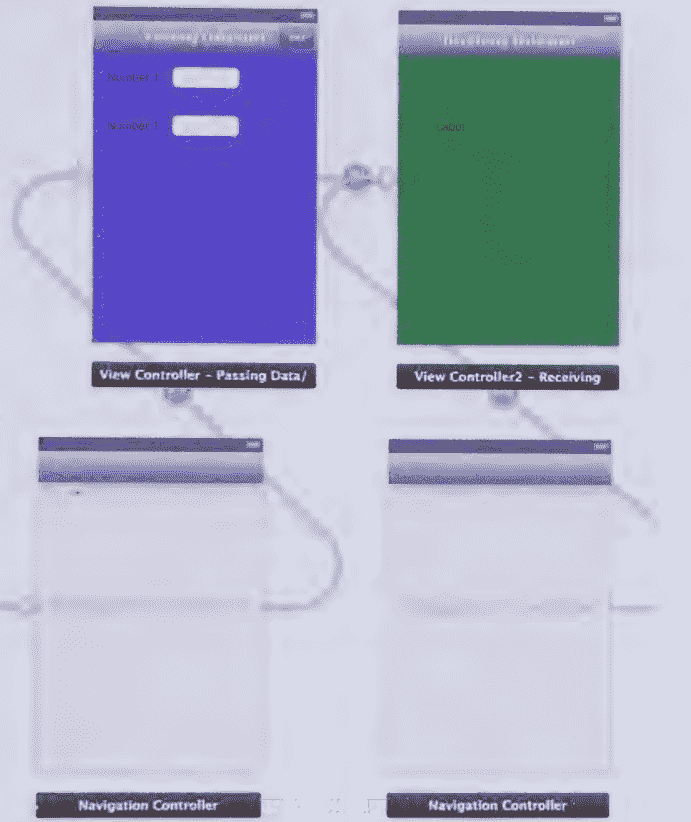 Number 1
Number 2
Label
View Controller - Passing Data/
View Controller2 - Receiving
Navigation Controller
Navigation Controller